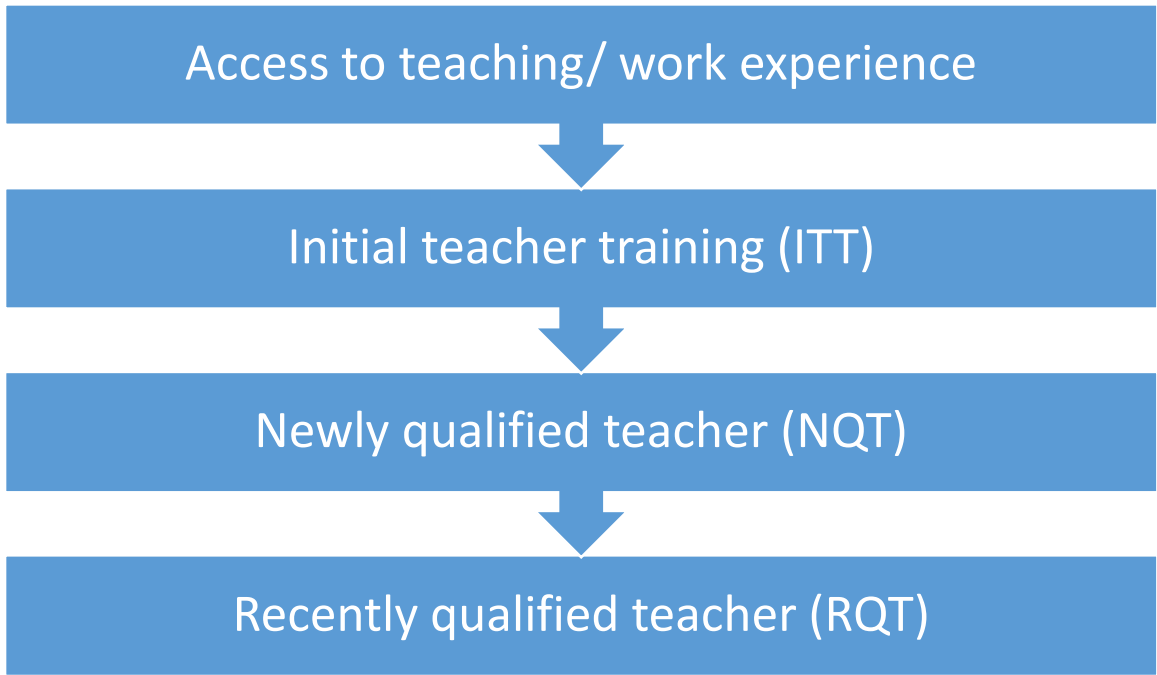 Access to teaching/ work experience
Initial teacher training (ITT)
Newly qualified teacher (NQT)
Recently qualified teacher (RQT)